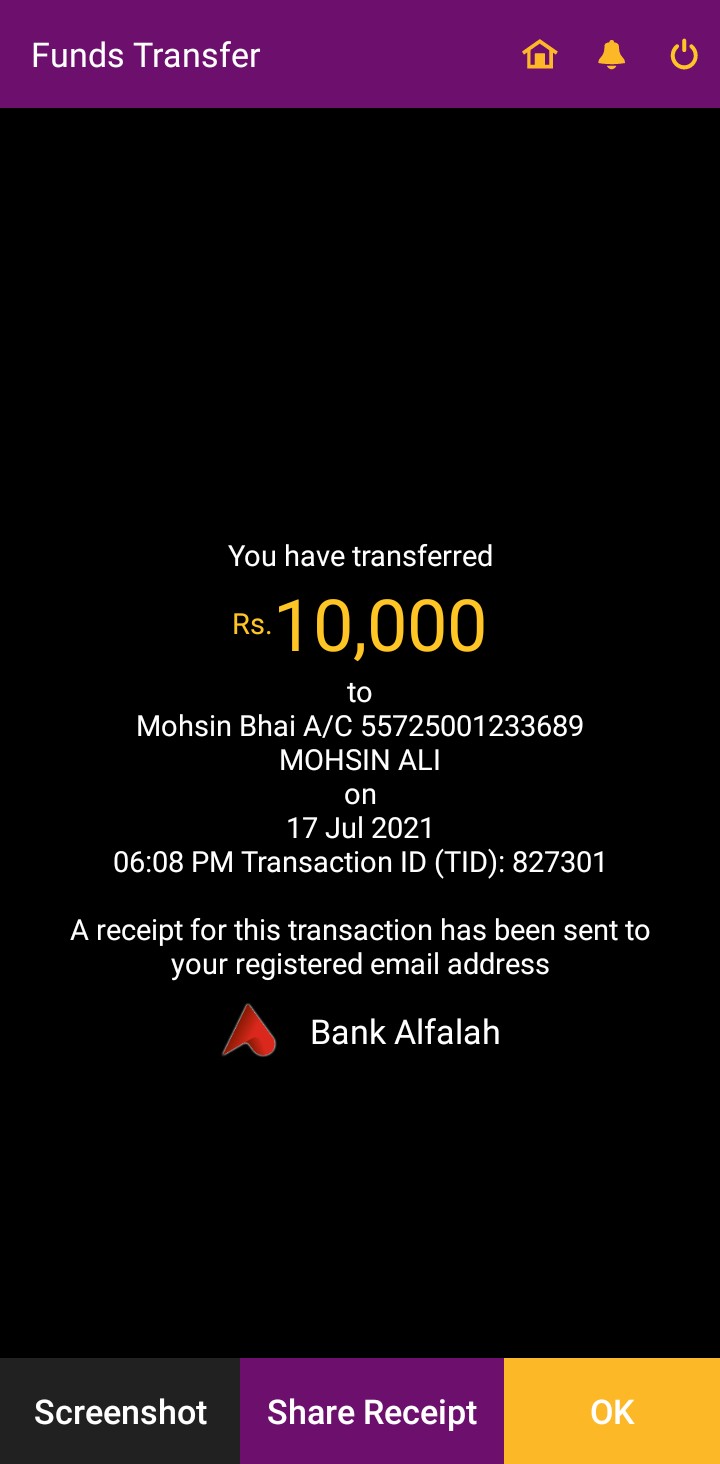 Funds Transfer
You have transferred
Rs.10,000
to
Mohsin Bhai A/C 55725001233689
MOHSIN ALI
on
17 Jul 2021
06:08 PM Transaction ID (TID): 827301
A receipt for this transaction has been sent to
your registered email address
Bank Alfalah
Screenshot Share Receipt OK